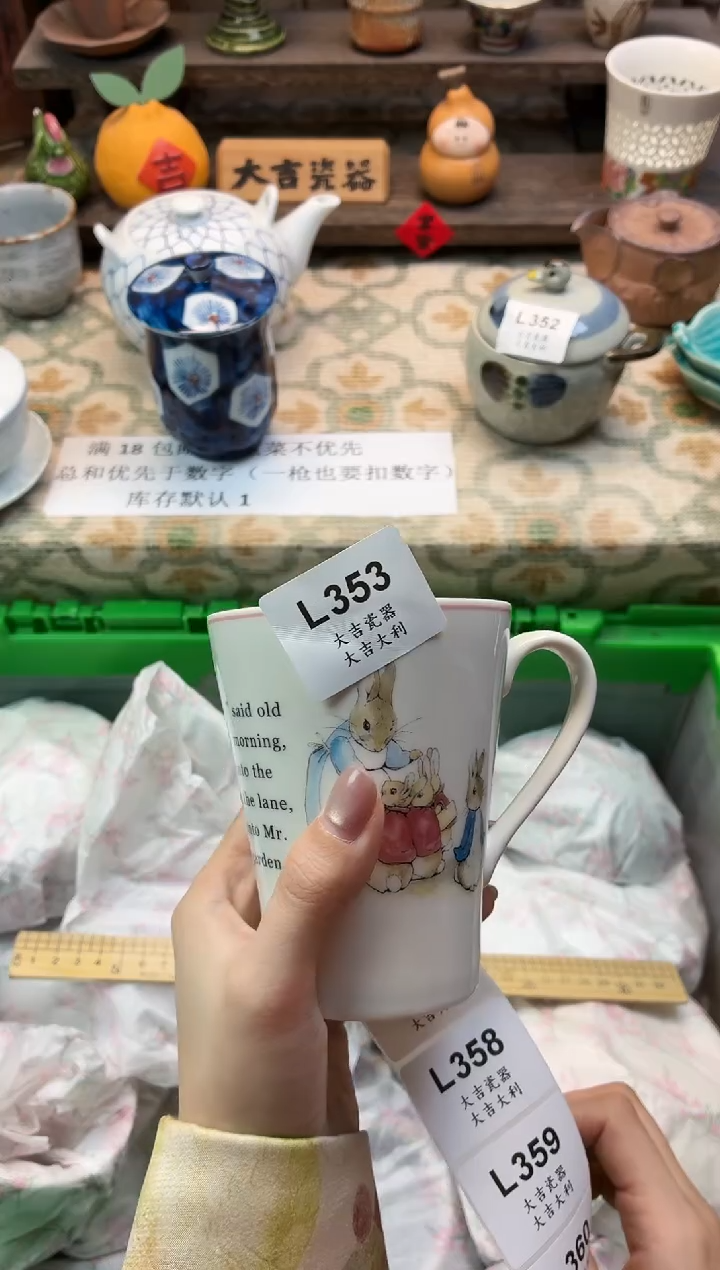 吉
大吉瓷器
L352
满 18 包
菜不优先
总和优先于数字（一枪也要扣数字）
库存默认 1
L353
大吉瓷器
大吉大利
said old
morning,
to the
lane,
Mr.
L358
大吉瓷器
大吉大利
L359
大吉瓷器
大吉大利
360